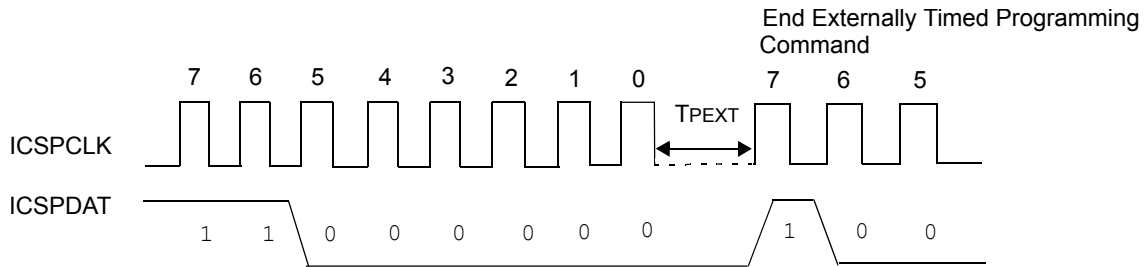 End Externally Timed Programming
Command
7 6 5 4 3 2 1 0 7 6 5
TPEXT
ICSPCLK
ICSPDAT
1 1 0 0 0 0 0 0 1 0 0